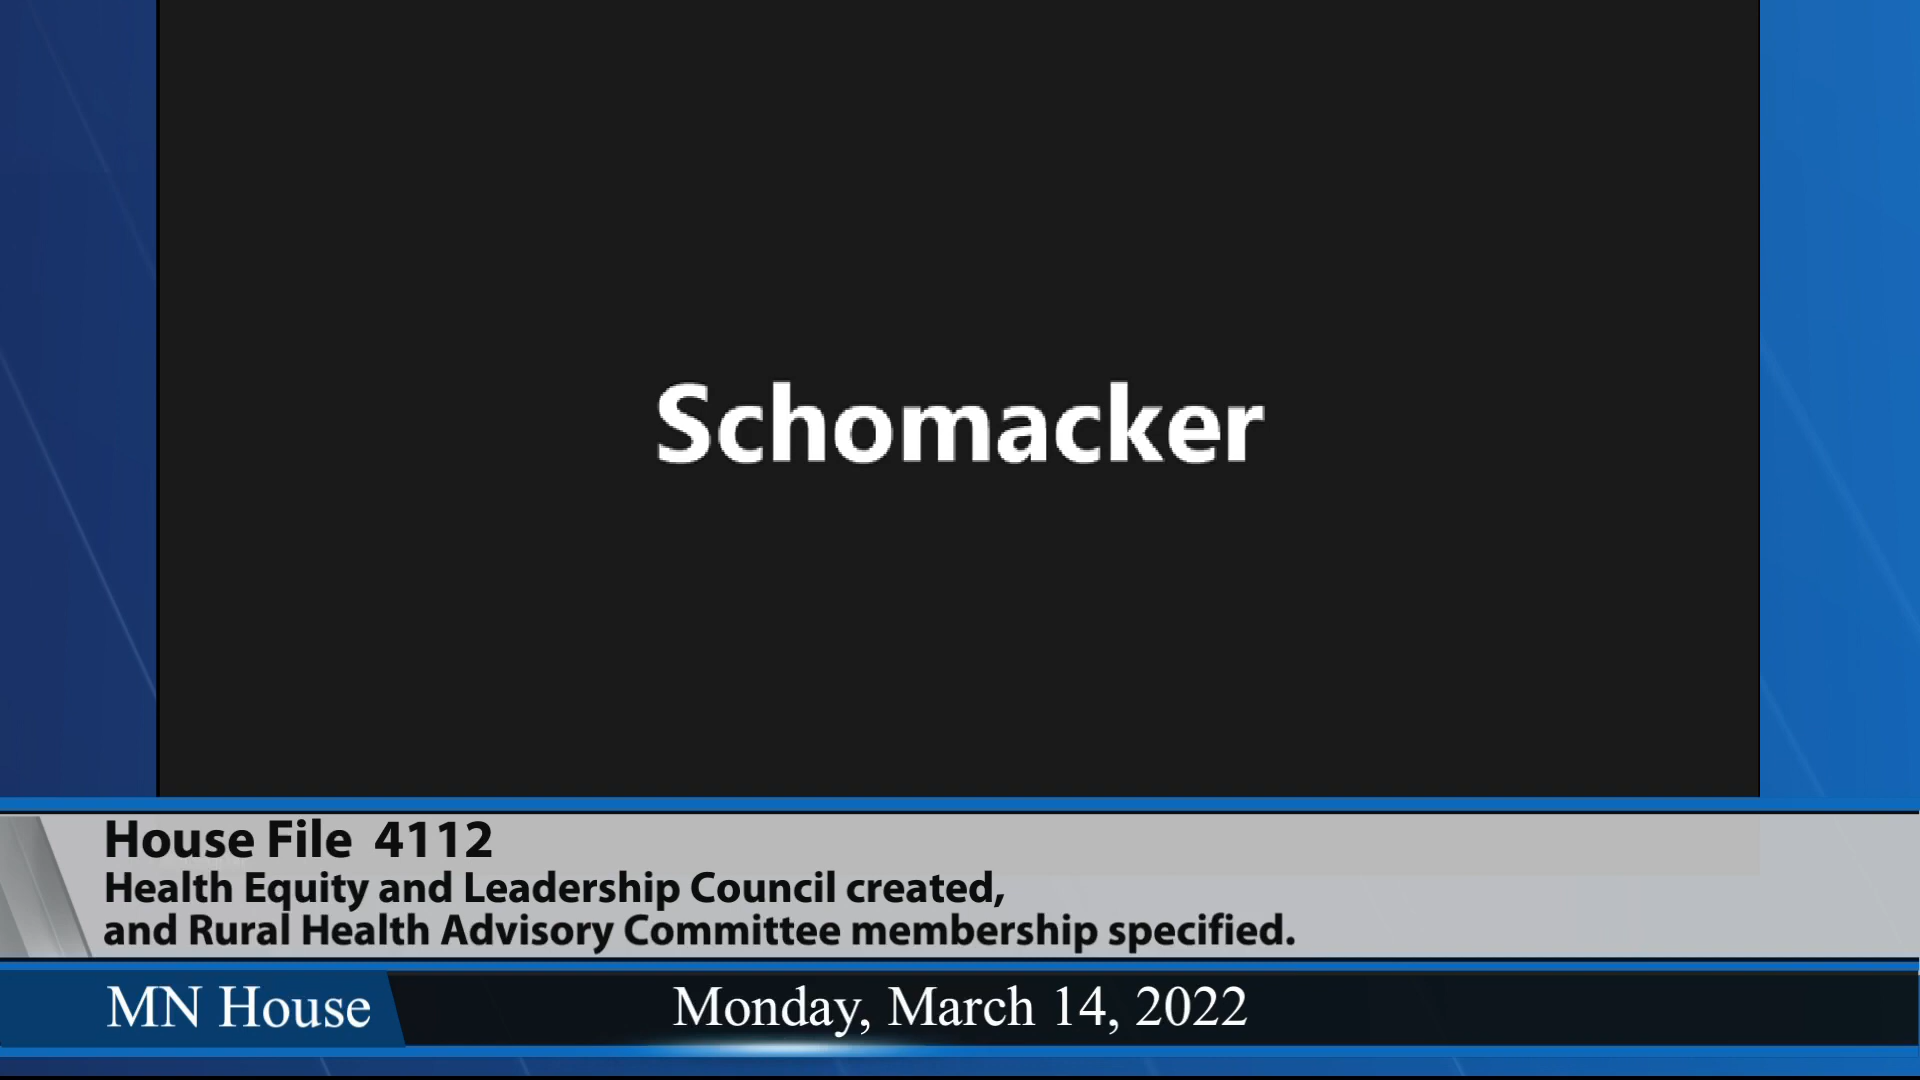 Schomacker
House File 4112
Health Equity and Leadership Council created,
and Rural Health Advisory Committee membership specified.
MN House
Monday, March 14, 2022